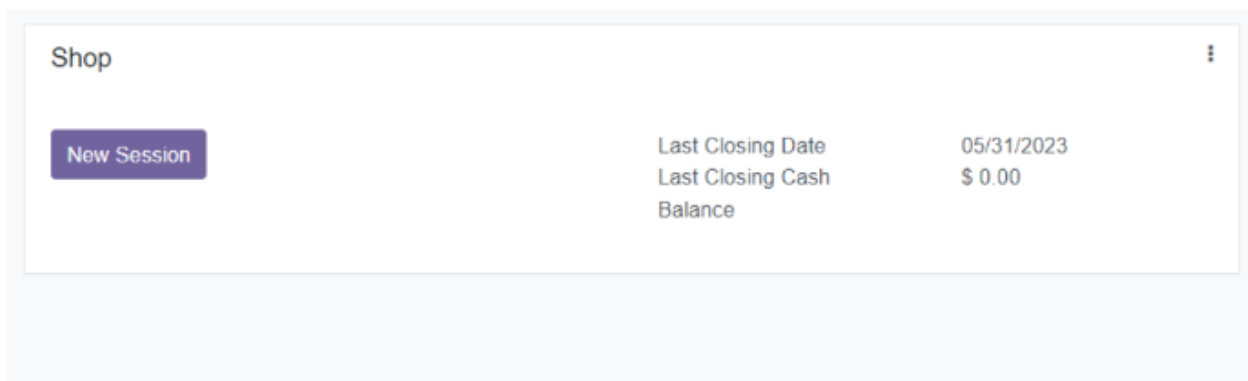 Shop
New Session
Last Closing Date 05/31/2023
Last Closing Cash $ 0.00
Balance